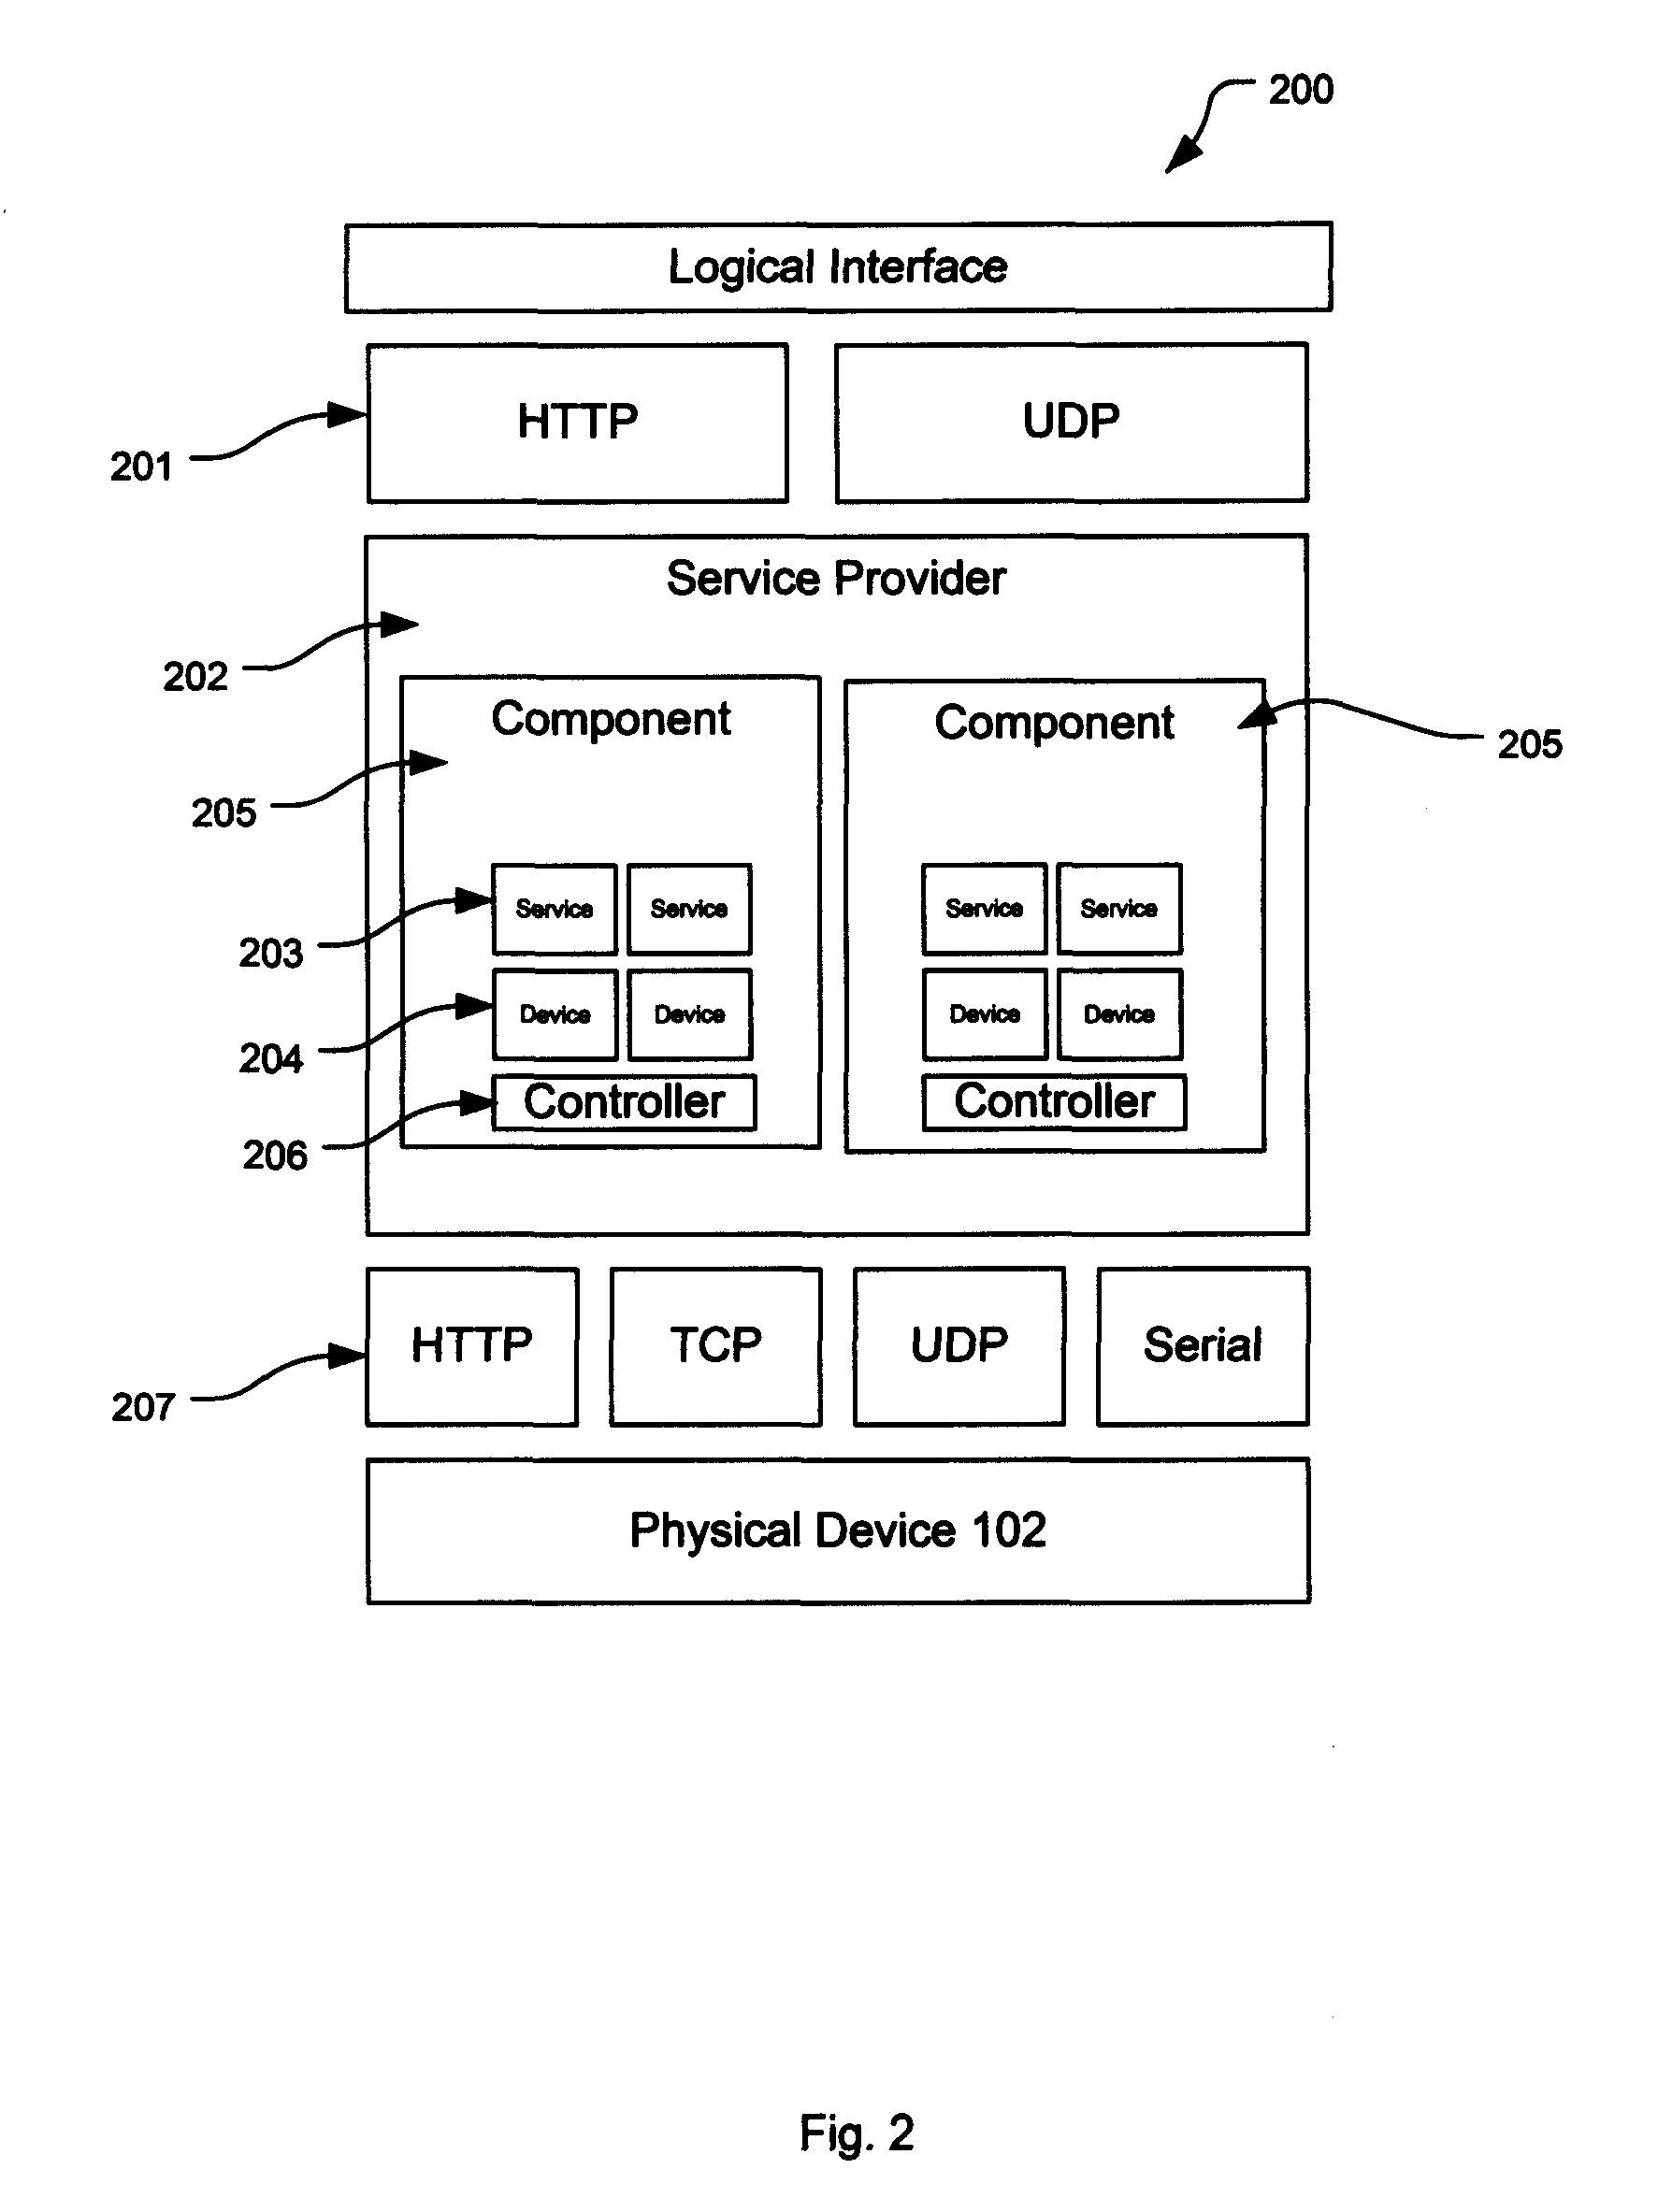 200
Logical Interface
HTTP UDP
201
Service Provider
202
Component Component
205 205
Service Service Service Service
203
Device Device Device Device
204
Controller Controller
206
HTTP TCP UDP Serial
207
Physical Device 102
Fig. 2